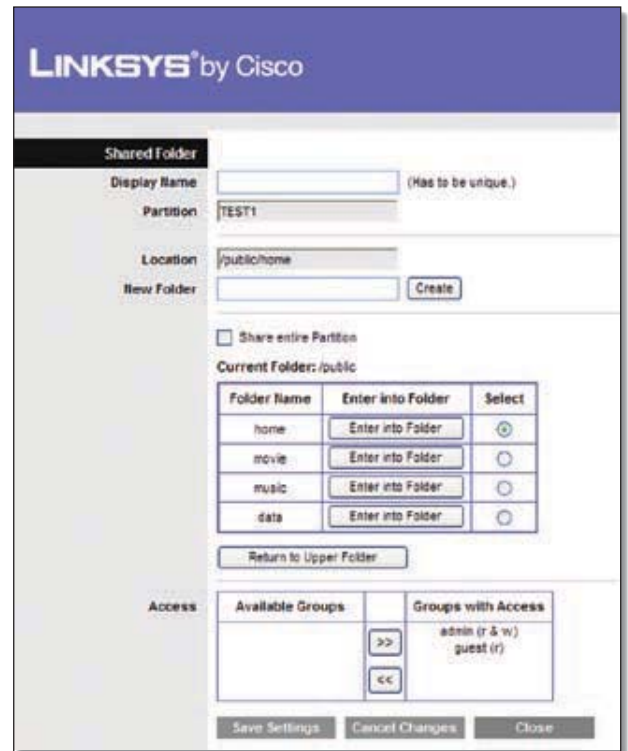 LINKSYS® by Cisco
Shared Folder
Display Name (Has to be unique.)
Partition TEST1
Location /public/home
New Folder Create
Share entire Partition
Current Folder: /public
Folder Name Enter into Folder Select
home Enter into Folder
movie Enter into Folder
music Enter into Folder
data Enter into Folder
Return to Upper Folder
Access Available Groups Groups with Access
>> admin (r & w)
guest (r)
<<
Save Settings Cancel Changes Close